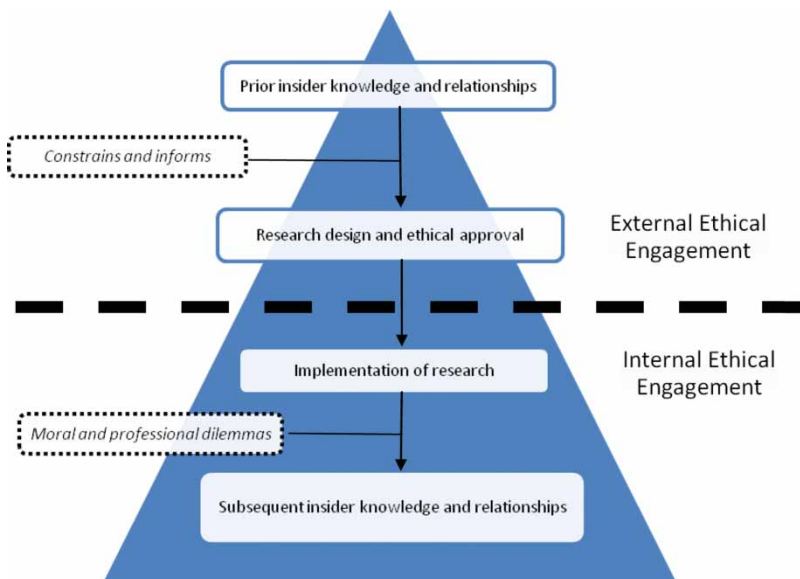 Prior insider knowledge and relationships
Constrains and informs
Research design and ethical approval
External Ethical
Engagement
Implementation of research
Internal Ethical
Engagement
Moral and professional dilemmas
Subsequent insider knowledge and relationships